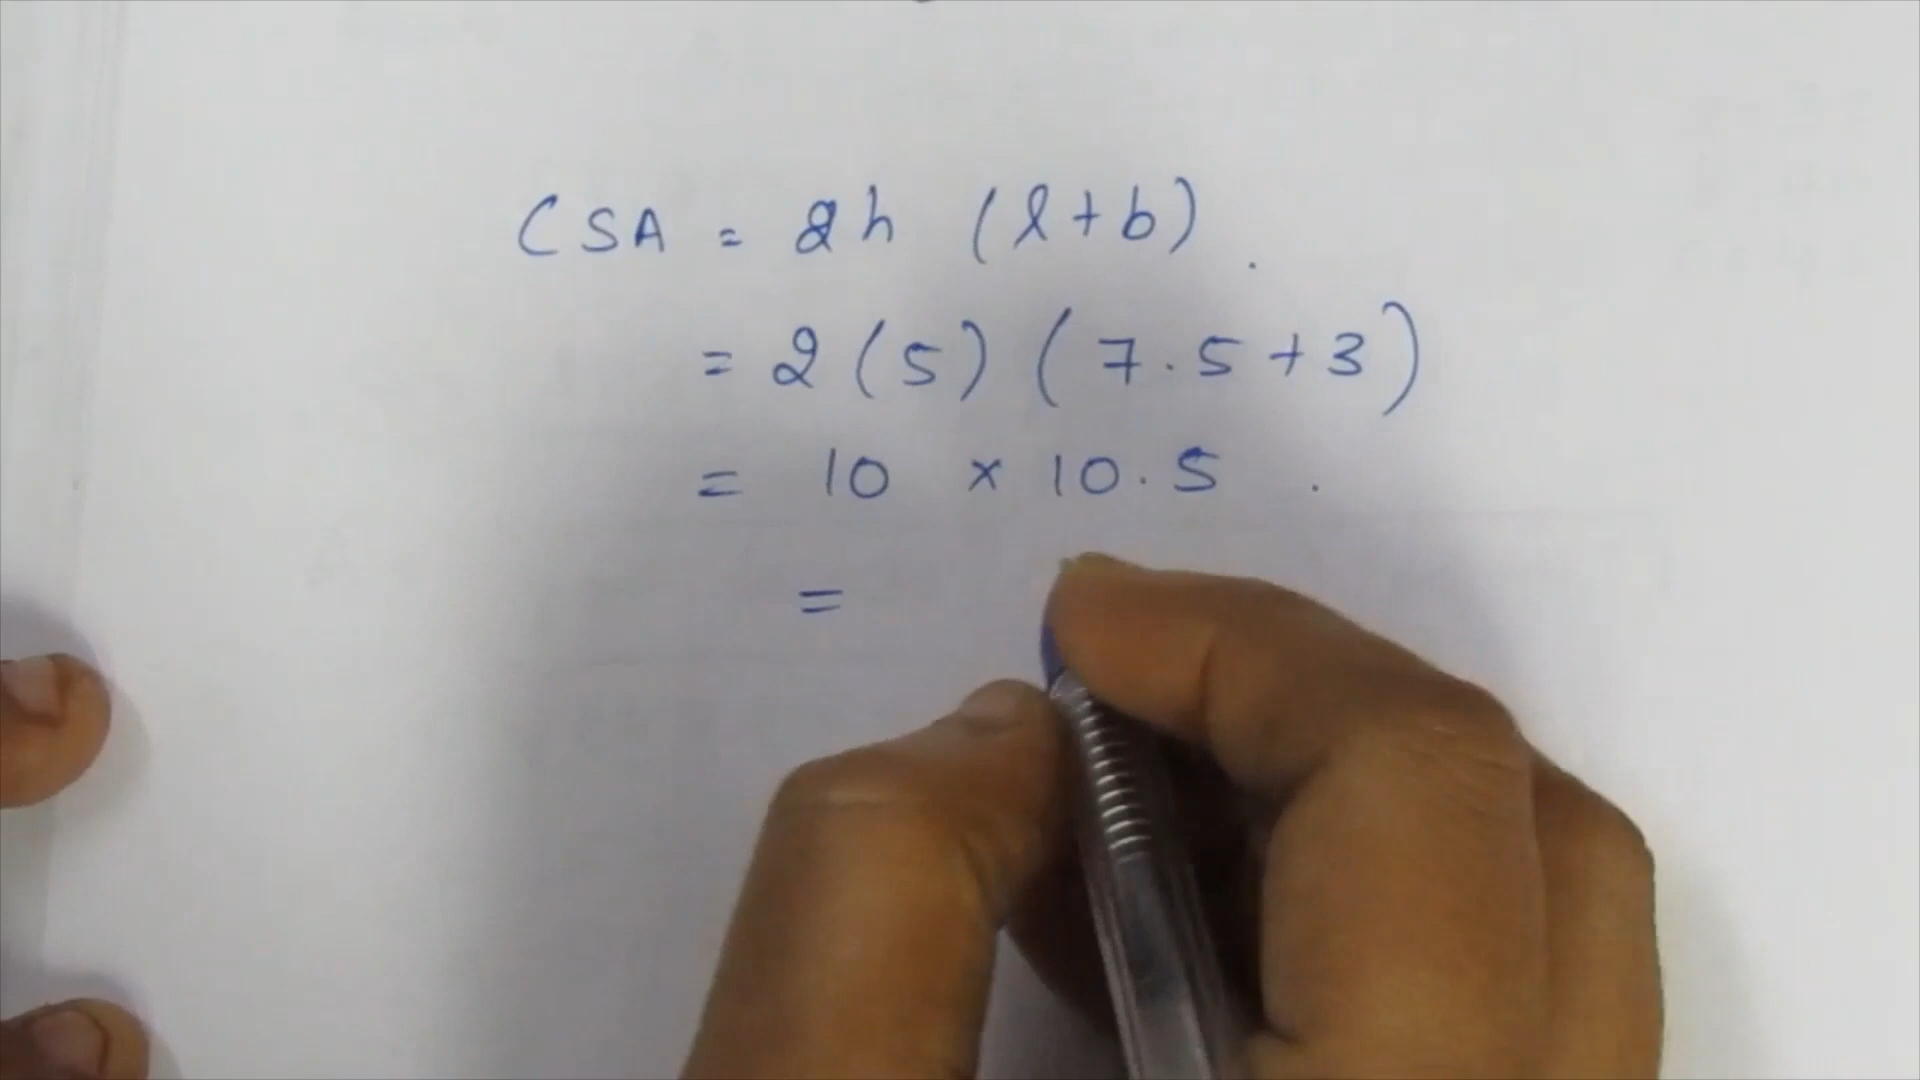 CSA = 2h (l+b)
= 2(5)(7.5+3)
= 10 × 10.5
=